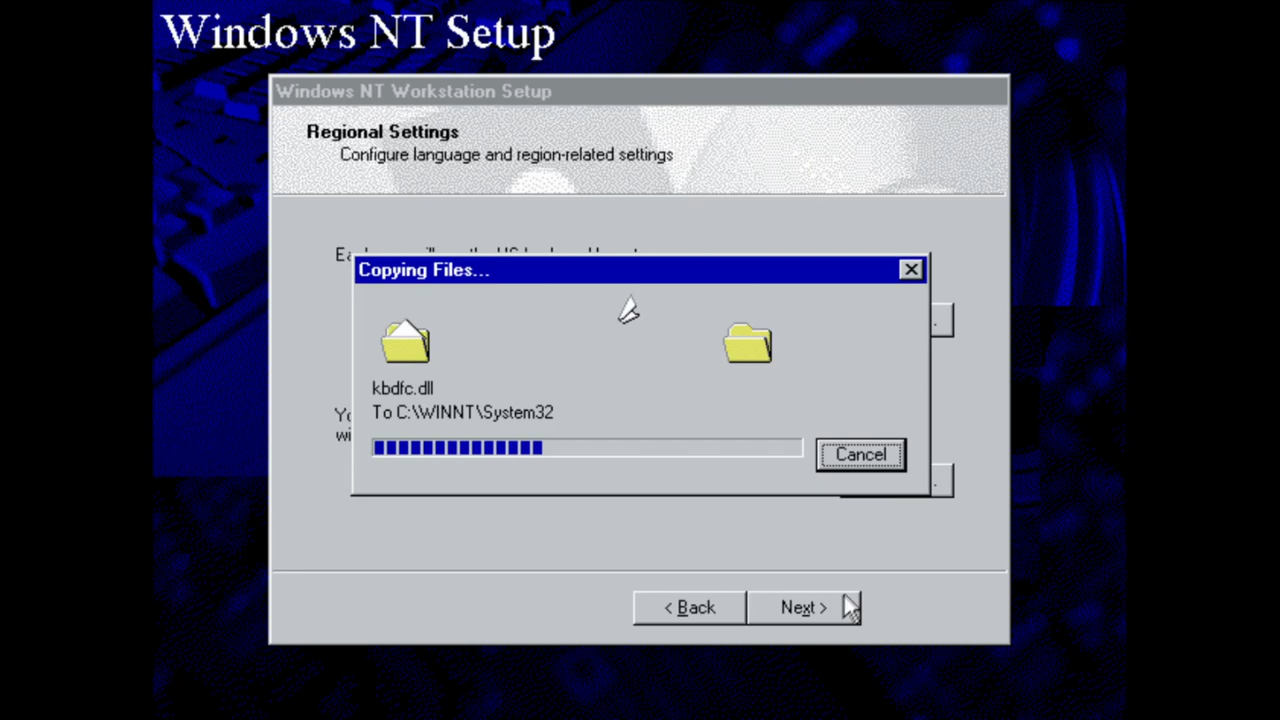 Windows NT Setup
Windows NT Workstation Setup
Regional Settings
Configure language and region-related settings
Copying Files...
kbdfc.dll
To C:\WINNT\System32
Cancel
< Back
Next >